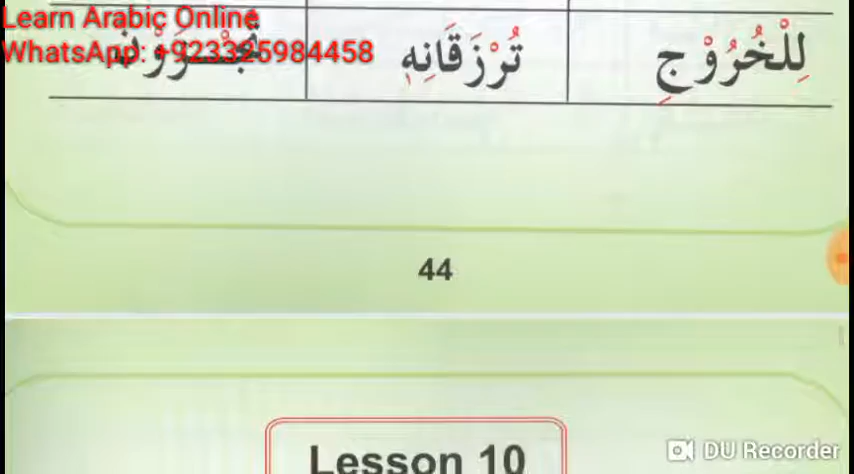 Learn Arabic Online
WhatsApp: +923325984458
لِلْخُرُوْجِ تُرْزَقَانِهٖ
44
Lesson 10
DU Recorder